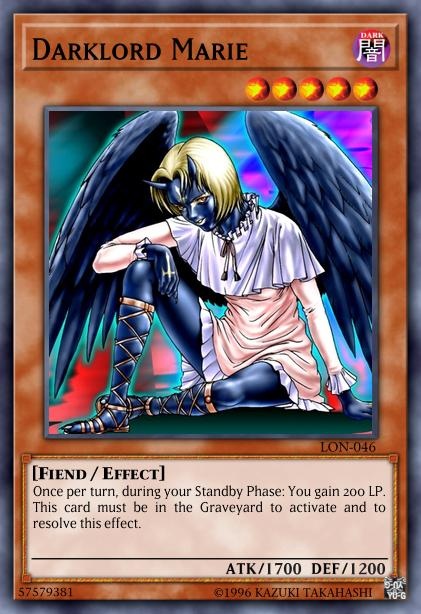 Darklord Marie
DARK
闇
LON-046
[Fiend / Effect]
Once per turn, during your Standby Phase: You gain 200 LP.
This card must be in the Graveyard to activate and to
resolve this effect.
ATK/1700 DEF/1200
57579381
©1996 KAZUKI TAKAHASHI